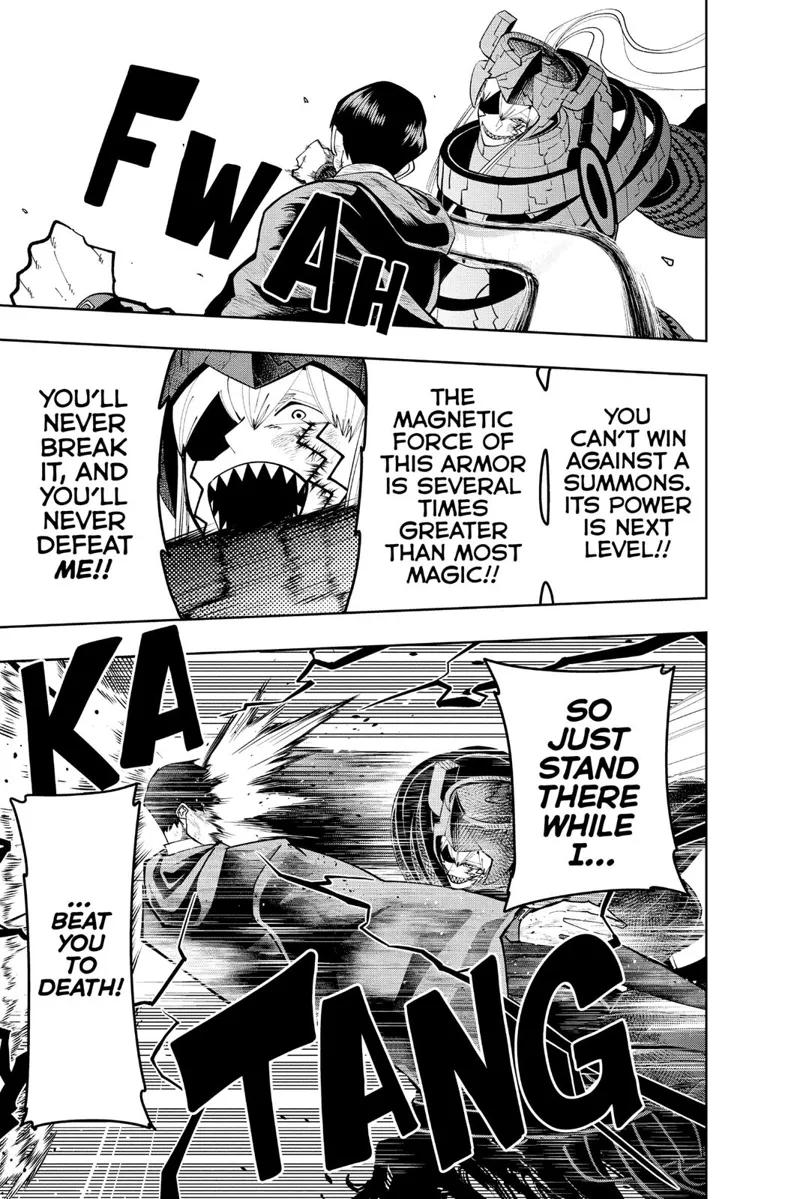 FWAH
YOU
CAN'T WIN
AGAINST A
SUMMONS.
ITS POWER
IS NEXT
LEVEL!!
THE
MAGNETIC
FORCE OF
THIS ARMOR
IS SEVERAL
TIMES
GREATER
THAN MOST
MAGIC!!
YOU'LL
NEVER
BREAK
IT, AND
YOU'LL
NEVER
DEFEAT
ME!!
SO
JUST
STAND
THERE
WHILE
I...
KA
TANG
...
BEAT
YOU
TO
DEATH!